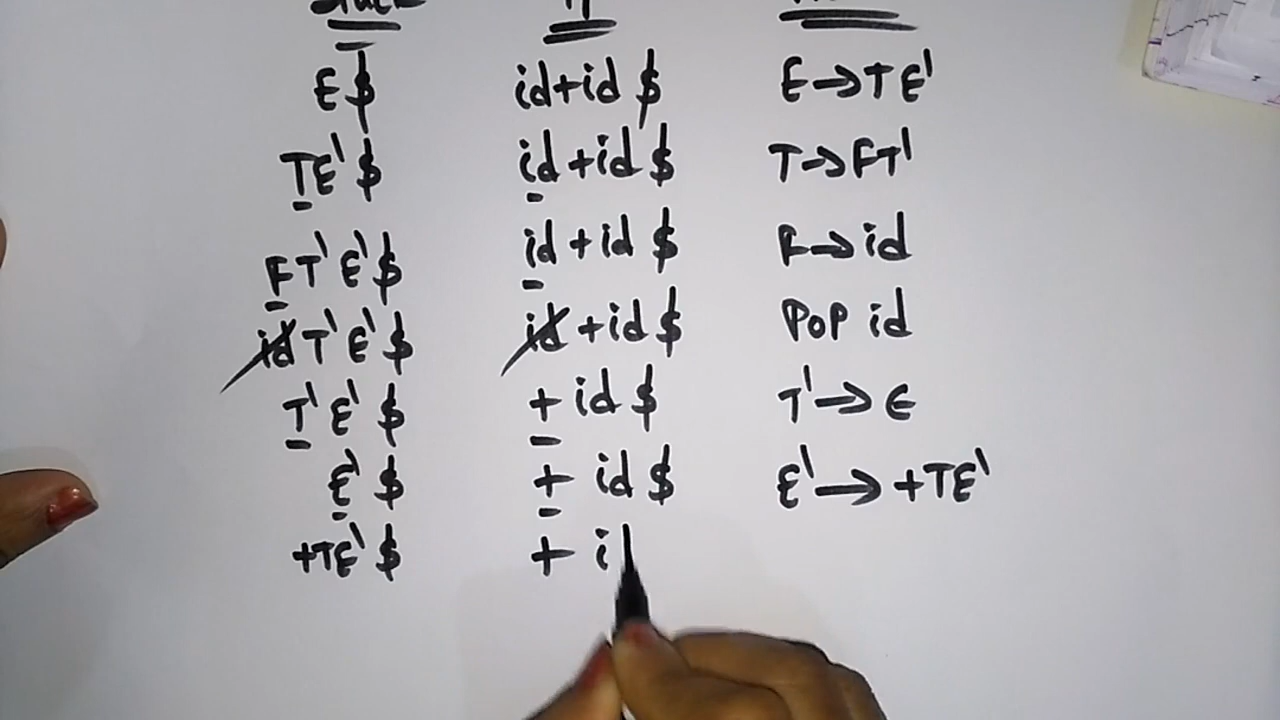 E$ id+id$ E→TE'
TE'$ id+id$ T→FT'
FT'E'$ id+id$ F→id
idT'E'$ id+id$ POP id
T'E'$ +id$ T'→ϵ
E'$ +id$ E'→+TE'
+TE'$ + i